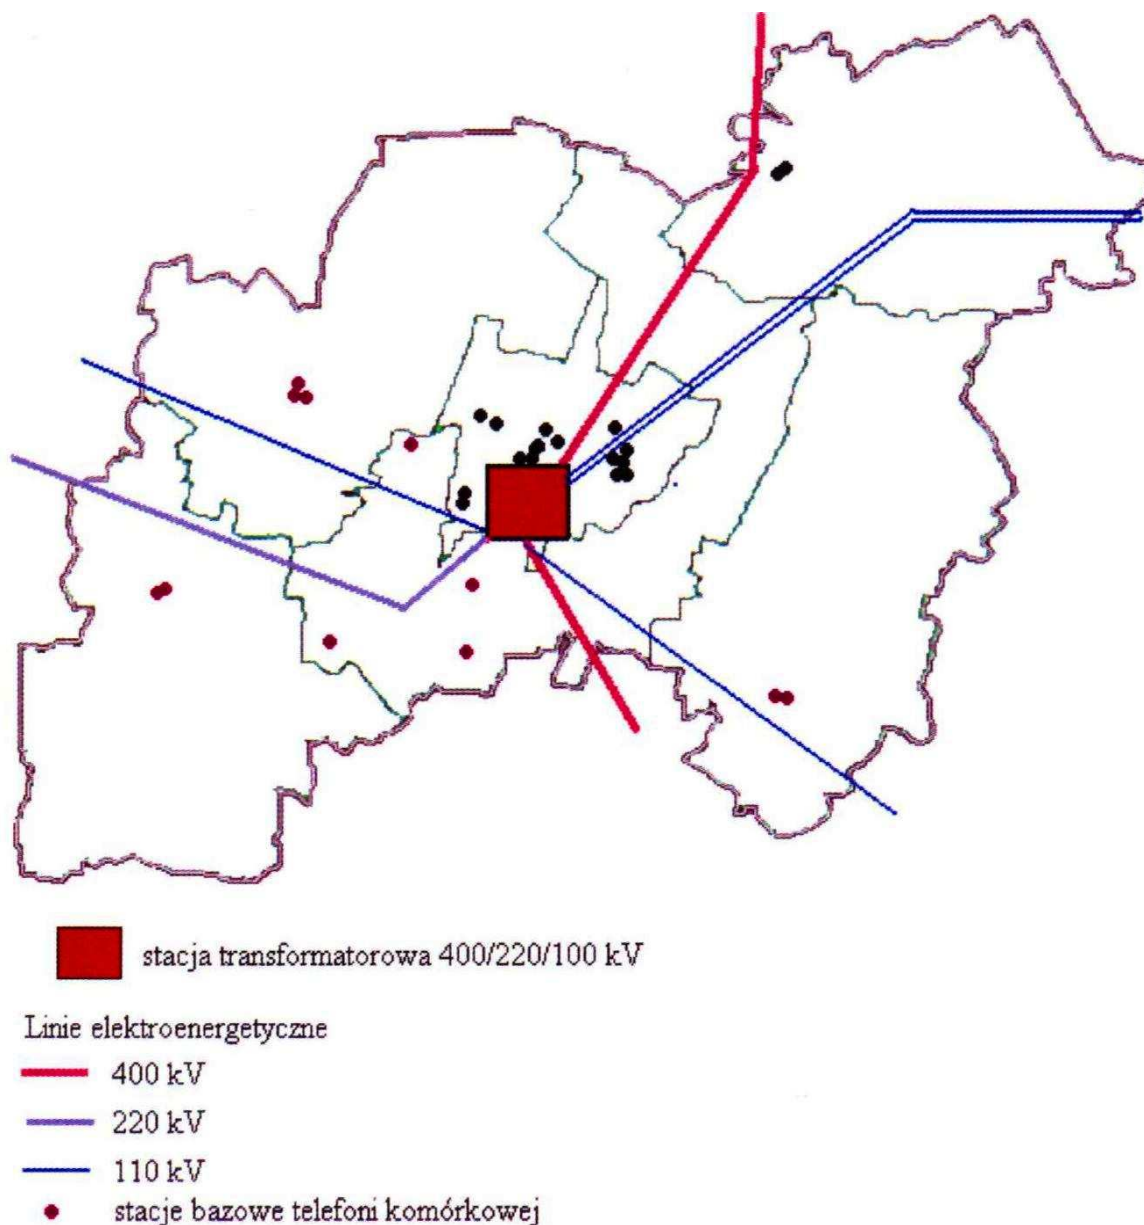 stacja transformatorowa 400/220/100 kV
Linie elektroenergetyczne
400 kV
220 kV
110 kV
stacje bazowe telefoni komórkowej